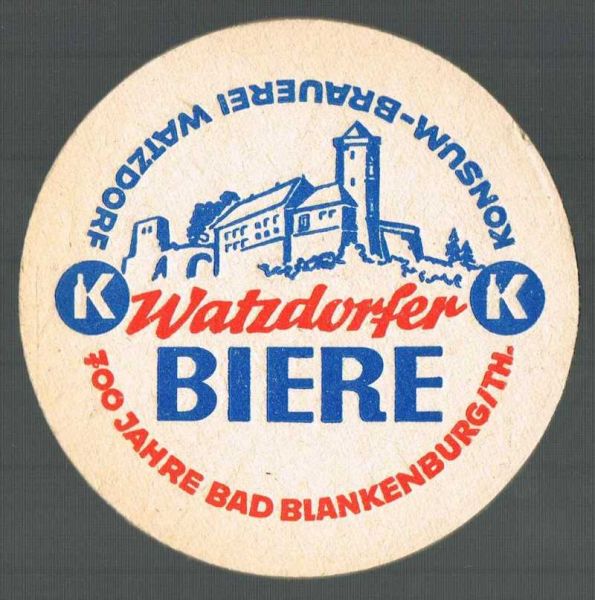 KONSUM-BRAUEREI WATZDORF
K
K
Watzdorfer
BIERE
700 JAHRE BAD BLANKENBURG/TH.